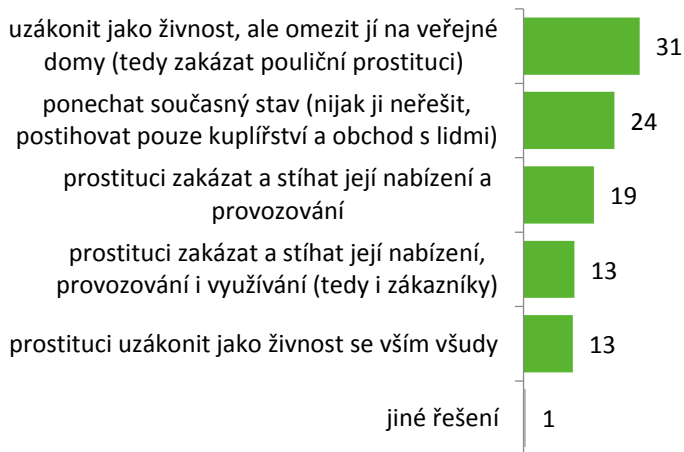 uzákonit jako živnost, ale omezit jí na veřejné
domy (tedy zakázat pouliční prostituci)
31
ponechat současný stav (nijak ji neřešit,
postihovat pouze kuplířství a obchod s lidmi)
24
prostituci zakázat a stíhat její nabízení a
provozování
19
prostituci zakázat a stíhat její nabízení,
provozování i využívání (tedy i zákazníky)
13
prostituci uzákonit jako živnost se vším všudy
13
jiné řešení
1